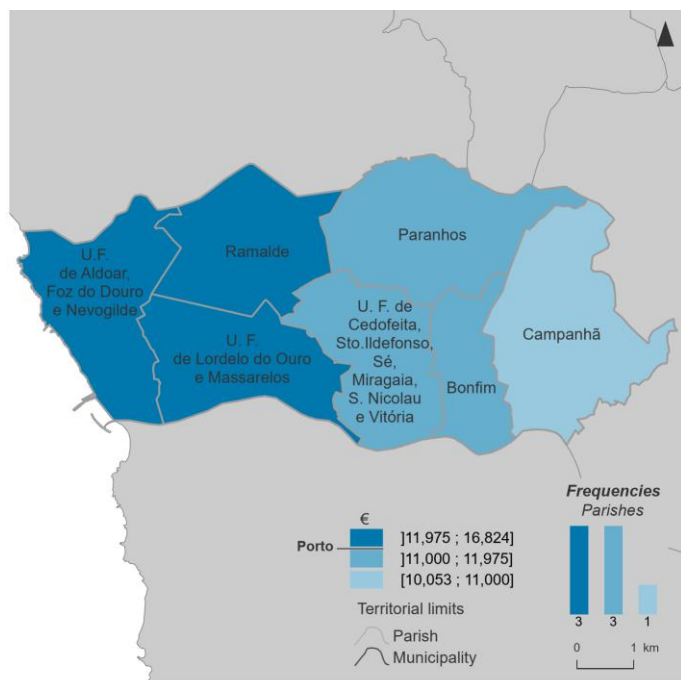 U.F.
de Aldoar,
Foz do Douro
e Nevogilde
Ramalde
Paranhos
U. F.
de Lordelo do Ouro
e Massarelos
U. F. de
Cedofeita,
Sto.Ildefonso,
Sé,
Miragaia,
S. Nicolau
e Vitória
Bonfim
Campanhã
€
Porto
]11,975 ; 16,824]
]11,000 ; 11,975]
[10,053 ; 11,000]
Territorial limits
Parish
Municipality
Frequencies
Parishes
3 3 1
0 1 km